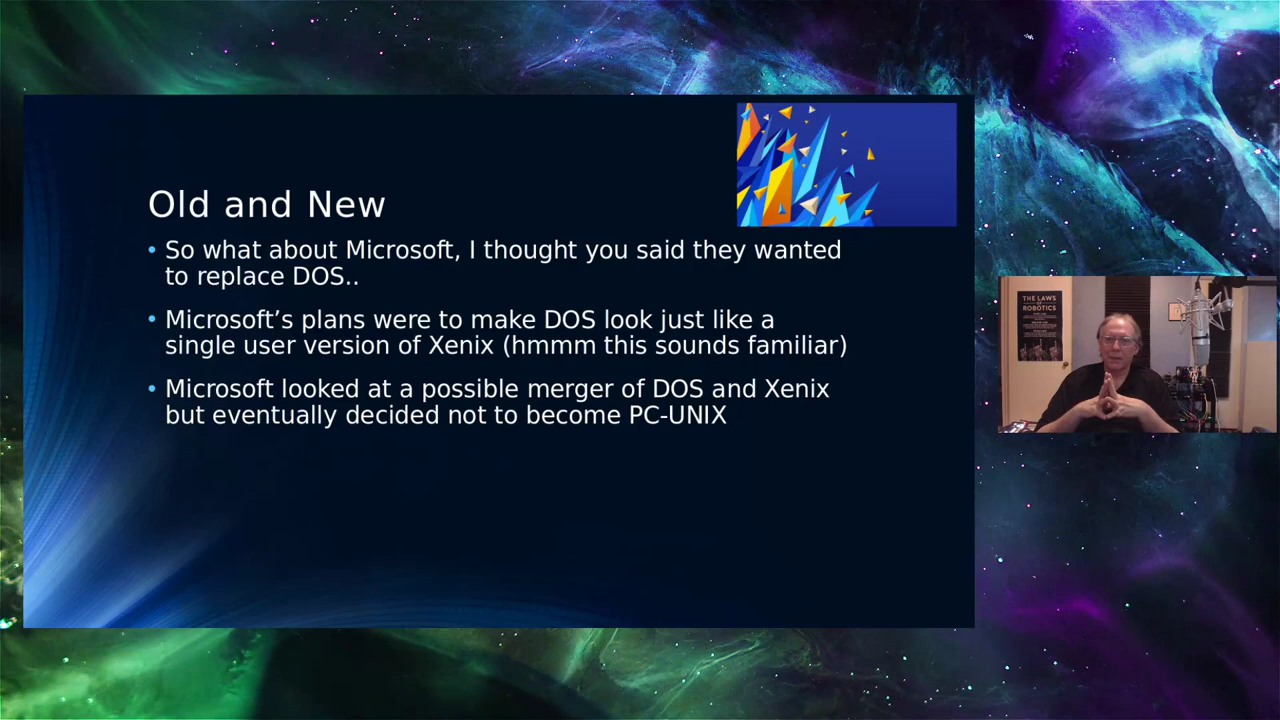 Old and New
• So what about Microsoft, I thought you said they wanted
to replace DOS..
• Microsoft’s plans were to make DOS look just like a
single user version of Xenix (hmmm this sounds familiar)
• Microsoft looked at a possible merger of DOS and Xenix
but eventually decided not to become PC-UNIX
THE LAWS
OF
ROBOTICS